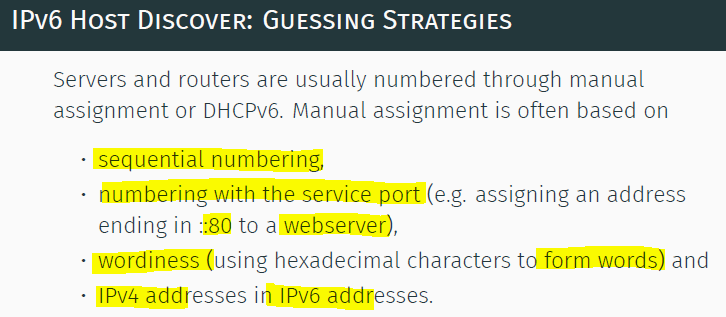 IPv6 Host Discover: Guessing Strategies
Servers and routers are usually numbered through manual
assignment or DHCPv6. Manual assignment is often based on
· sequential numbering,
· numbering with the service port (e.g. assigning an address
ending in ::80 to a webserver),
· wordiness (using hexadecimal characters to form words) and
· IPv4 addresses in IPv6 addresses.